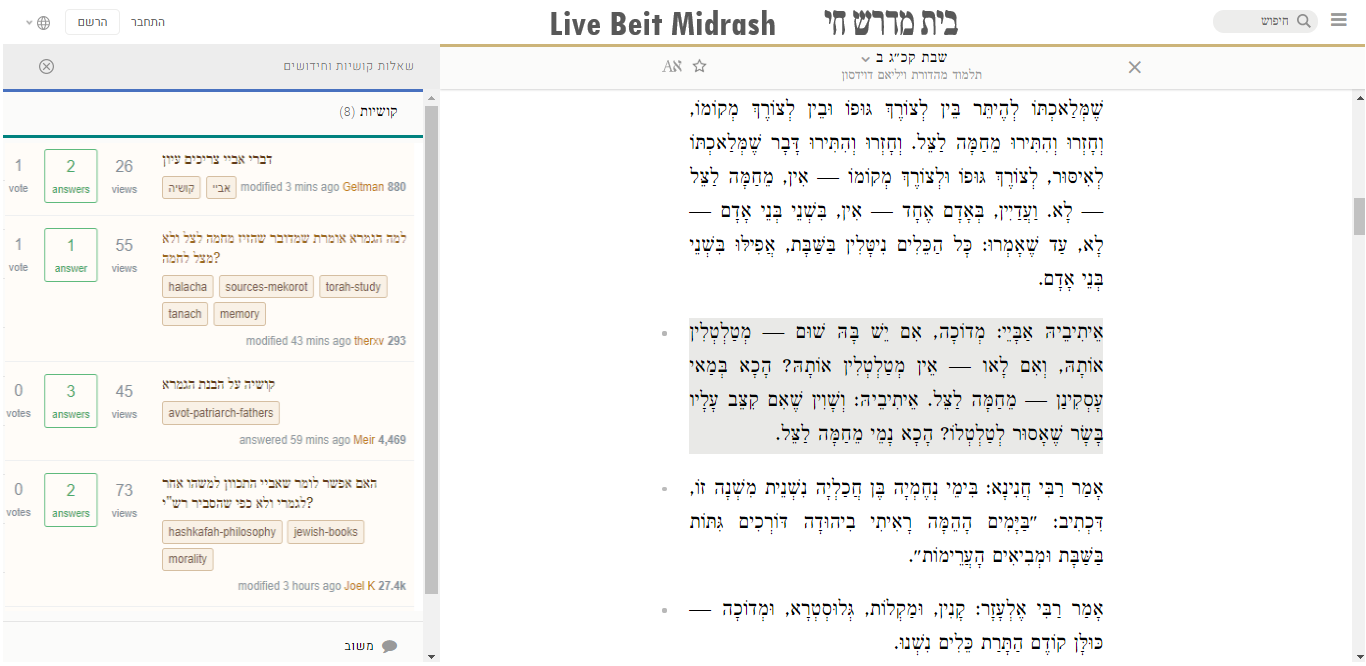 הרשם
התחבר
Live Beit Midrash
בית מדרש חי
חיפוש
שאלות קושיות וחידושים
אא
שבת קכ״ג ב
תלמוד מהדורת ויליאם דוידסון
קושיות (8)
1 vote
2 answers
26 views
דברי אביי צריכים עיון
קושיה אביי modified 3 mins ago Geltman 880
1 vote
1 answer
55 views
למה הגמרא אומרת שמדובר שהזיז מחמה לצל ולא
מצל לחמה?
halacha sources-mekorot torah-study
tanach memory
modified 43 mins ago therxv 293
0 votes
3 answers
45 views
קושיה על הבנת הגמרא
avot-patriarch-fathers
answered 59 mins ago Meir 4,469
0 votes
2 answers
73 views
האם אפשר לומר שאביי התכוון למשהו אחר
לגמרי ולא כפי שהסביר רש"י?
hashkafah-philosophy jewish-books
morality
modified 3 hours ago Joel K 27.4k
משוב
שֶׁמְּלַאכְתּוֹ לְהֶיתֵּר בֵּין לְצוֹרֶךְ גּוּפוֹ וּבֵין לְצוֹרֶךְ מְקוֹמוֹ,
וְחָזְרוּ וְהִתִּירוּ מֵחַמָּה לַצֵּל. וְחָזְרוּ וְהִתִּירוּ דָּבָר שֶׁמְּלַאכְתּוֹ
לְאִיסּוּר, לְצוֹרֶךְ גּוּפוֹ וּלְצוֹרֶךְ מְקוֹמוֹ — אִין, מֵחַמָּה לַצֵּל
— לָא. וַעֲדַיִין, בְּאָדָם אֶחָד — אִין, בִּשְׁנֵי בְּנֵי אָדָם —
לָא, עַד שֶׁאָמְרוּ: כׇּל הַכֵּלִים נִיטָּלִין בַּשַּׁבָּת, אֲפִילּוּ בִּשְׁנֵי
בְּנֵי אָדָם.
אֵיתִיבֵיהּ אַבָּיֵי: מְדוֹכָה, אִם יֵשׁ בָּהּ שׁוּם — מְטַלְטְלִין
אוֹתָהּ, וְאִם לָאו — אֵין מְטַלְטְלִין אוֹתָהּ? הָכָא בְּמַאי
עָסְקִינַן — מֵחַמָּה לַצֵּל. אֵיתִיבֵיהּ: וְשָׁוִין שֶׁאִם קִצֵּב עָלָיו
בָּשָׂר שֶׁאָסוּר לְטַלְטְלוֹ? הָכָא נָמֵי מֵחַמָּה לַצֵּל.
אָמַר רַבִּי חֲנִינָא: בִּימֵי נְחֶמְיָה בֶּן חֲכַלְיָה נִשְׁנֵית מִשְׁנָה זוֹ,
דִּכְתִיב: ״בַּיָּמִים הָהֵמָּה רָאִיתִי בִיהוּדָה דּוֹרְכִים גִּתּוֹת
בַּשַּׁבָּת וּמְבִיאִים הָעֲרֵימוֹת״.
אָמַר רַבִּי אֶלְעָזָר: קָנִין, וּמַקְלוֹת, גְּלוּסְטְרָא, וּמְדוֹכָה —
כּוּלָּן קוֹדֶם הַתָּרַת כֵּלִים נִשְׁנוּ.